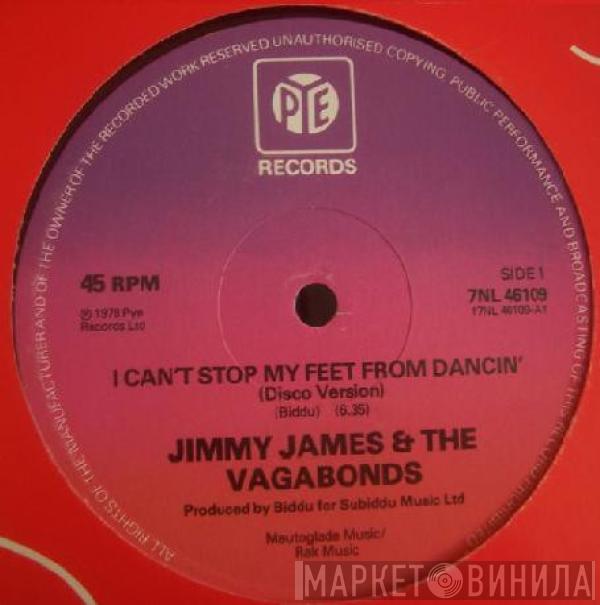 ALL RIGHTS OF THE MANUFACTURER AND OF THE OWNER OF THE RECORDED WORK RESERVED UNAUTHORISED COPYING PUBLIC PERFORMANCE AND BROADCASTING OF THIS
PYE
RECORDS
45 RPM
℗ 1978 Pye
Records Ltd
SIDE 1
7NL 46109
17NL 46109-A1
I CAN'T STOP MY FEET FROM DANCIN'
(Disco Version)
(Biddu) (6.35)
JIMMY JAMES & THE
VAGABONDS
Produced by Biddu for Subiddu Music Ltd
Mautoglade Music/
Rak Music
МАРКЕТ ВИНИЛА